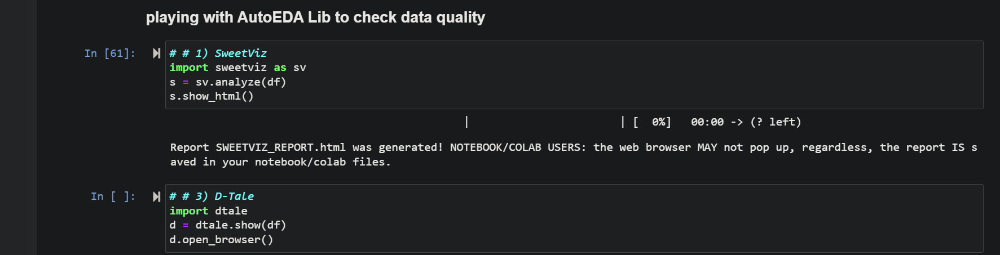 playing with AutoEDA Lib to check data quality
In [61]:
# # 1) SweetViz
import sweetviz as sv
s = sv.analyze(df)
s.show_html()
| | [ 0%] 00:00 -> (? left)
Report SWEETVIZ_REPORT.html was generated! NOTEBOOK/COLAB USERS: the web browser MAY not pop up, regardless, the report IS s
aved in your notebook/colab files.
In [ ]:
# # 3) D-Tale
import dtale
d = dtale.show(df)
d.open_browser()